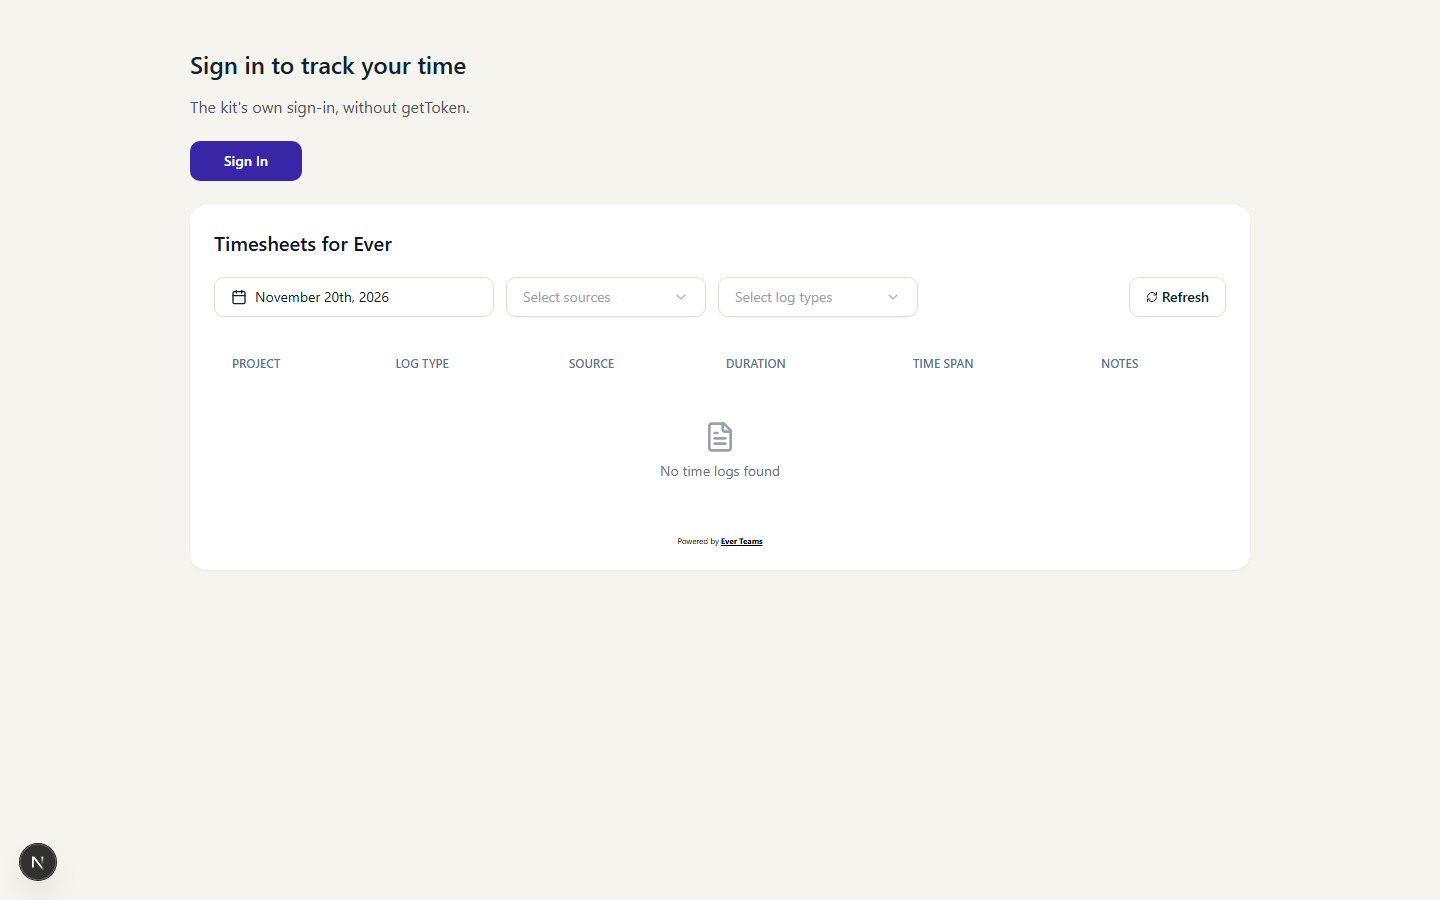 Sign in to track your time
The kit's own sign-in, without getToken.
Sign In
Timesheets for Ever
November 20th, 2026
Select sources
Select log types
Refresh
PROJECT LOG TYPE SOURCE DURATION TIME SPAN NOTES
No time logs found
Powered by Ever Teams
N